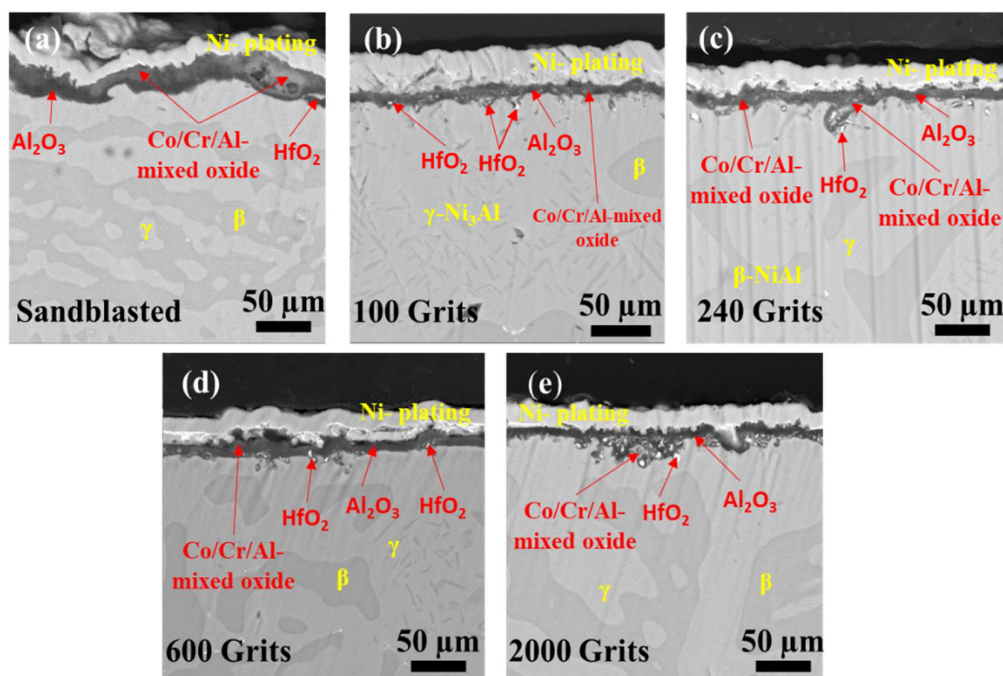 (a)
Ni- plating
Al₂O₃
Co/Cr/Al-
mixed oxide
HfO₂
γ
β
Sandblasted
50 µm
(b)
Ni- plating
HfO₂
HfO₂
Al₂O₃
β
γ-Ni₃Al
Co/Cr/Al-mixed
oxide
100 Grits
50 µm
(c)
Ni- plating
Co/Cr/Al-
mixed oxide
HfO₂
Al₂O₃
Co/Cr/Al-
mixed oxide
γ
β-NiAl
240 Grits
50 µm
(d)
Ni- plating
HfO₂
Al₂O₃
HfO₂
Co/Cr/Al-
mixed oxide
γ
β
600 Grits
50 µm
(e)
Ni- plating
Co/Cr/Al-
mixed oxide
HfO₂
Al₂O₃
γ
β
2000 Grits
50 µm